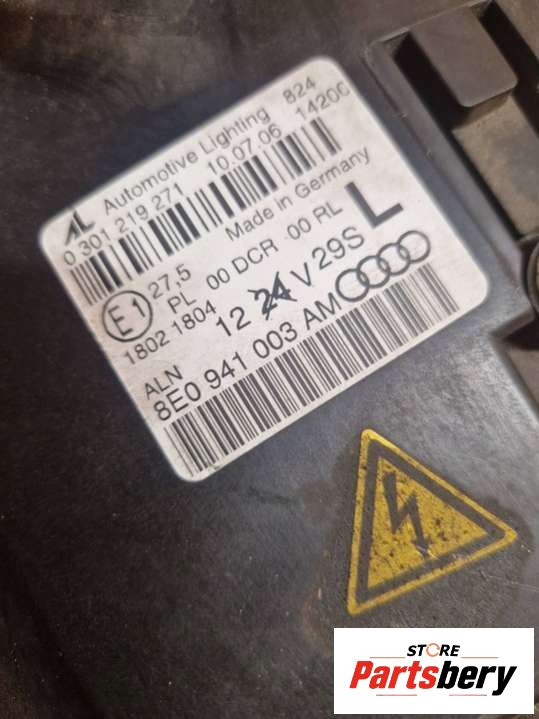 AL Automotive Lighting 824
0 301 219 271 10.07.06 1420C
Made in Germany
E1 27,5
PL 00 DCR 00 RL L
1802 1804
12 24 V 29S
ALN
8E0 941 003 AM
STORE
Partsbery